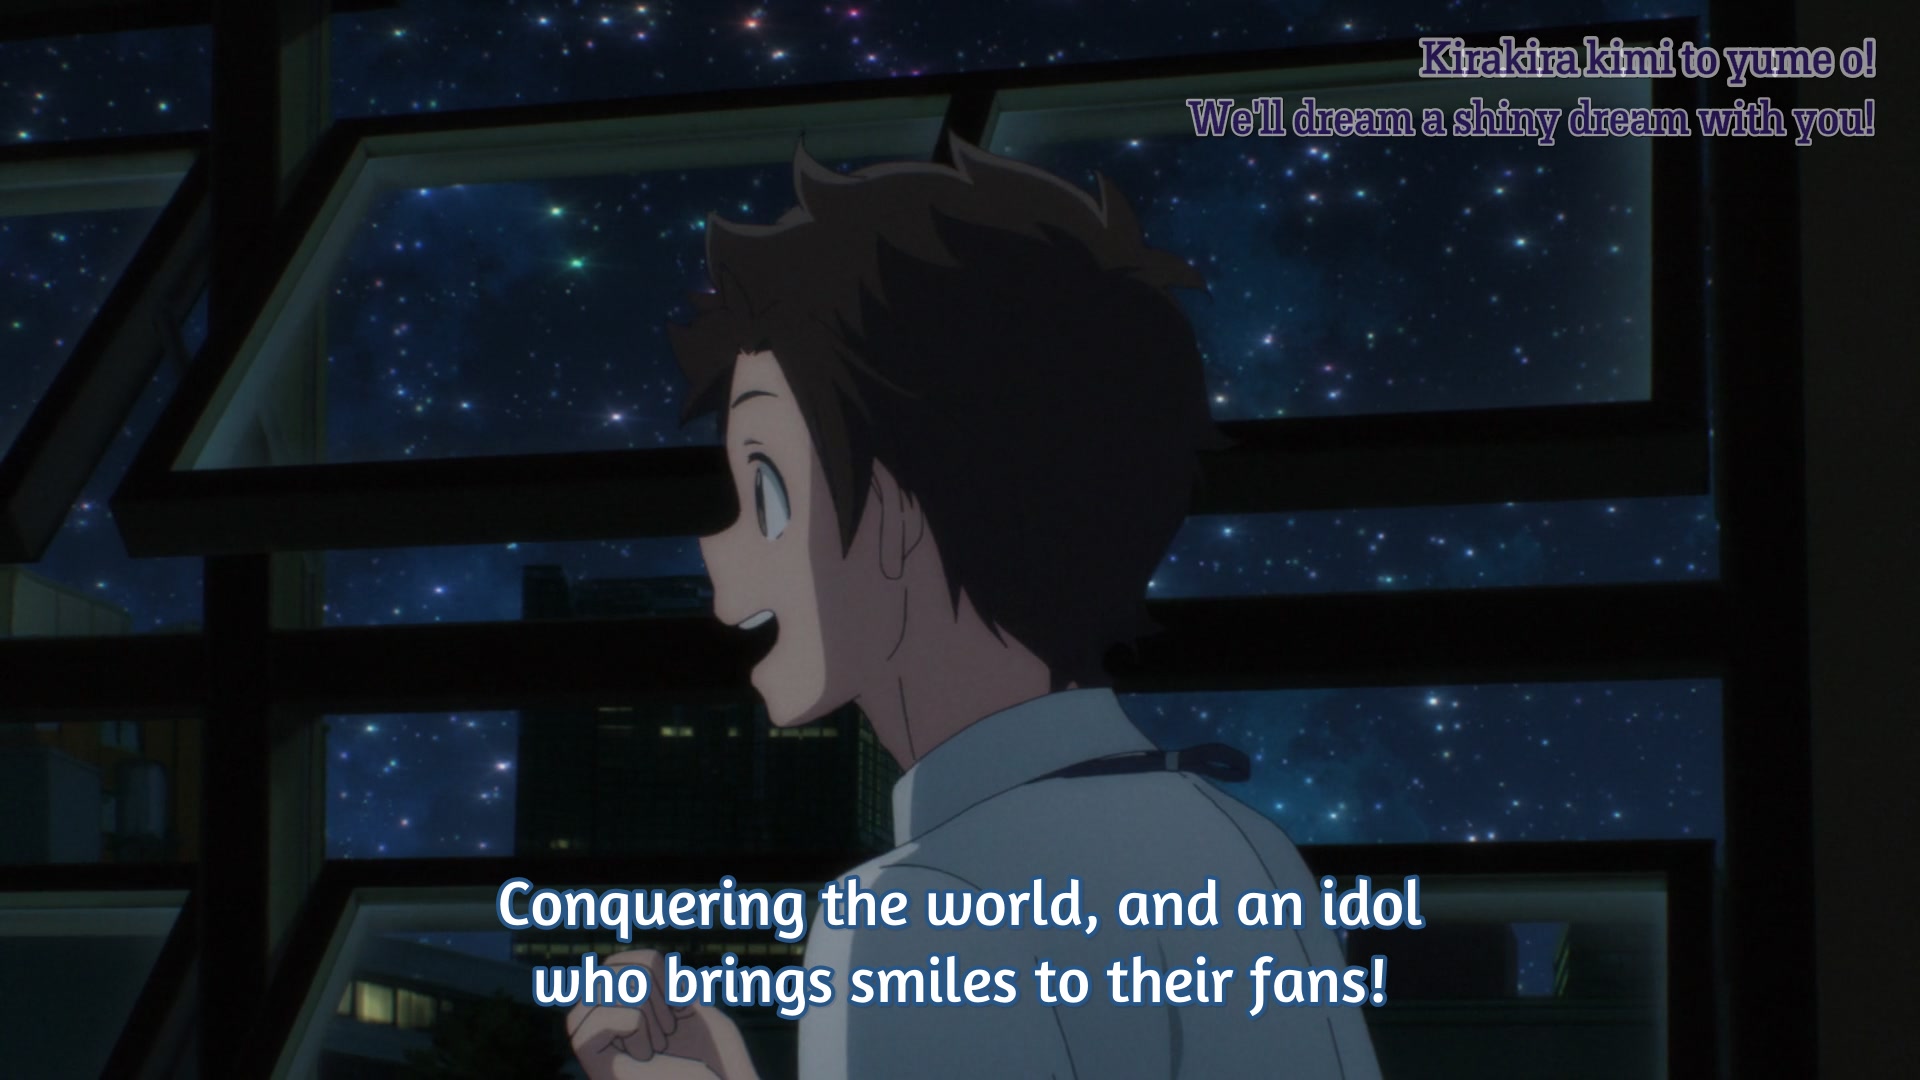 Kirakira kimi to yume o!
We'll dream a shiny dream with you!
Conquering the world, and an idol
who brings smiles to their fans!